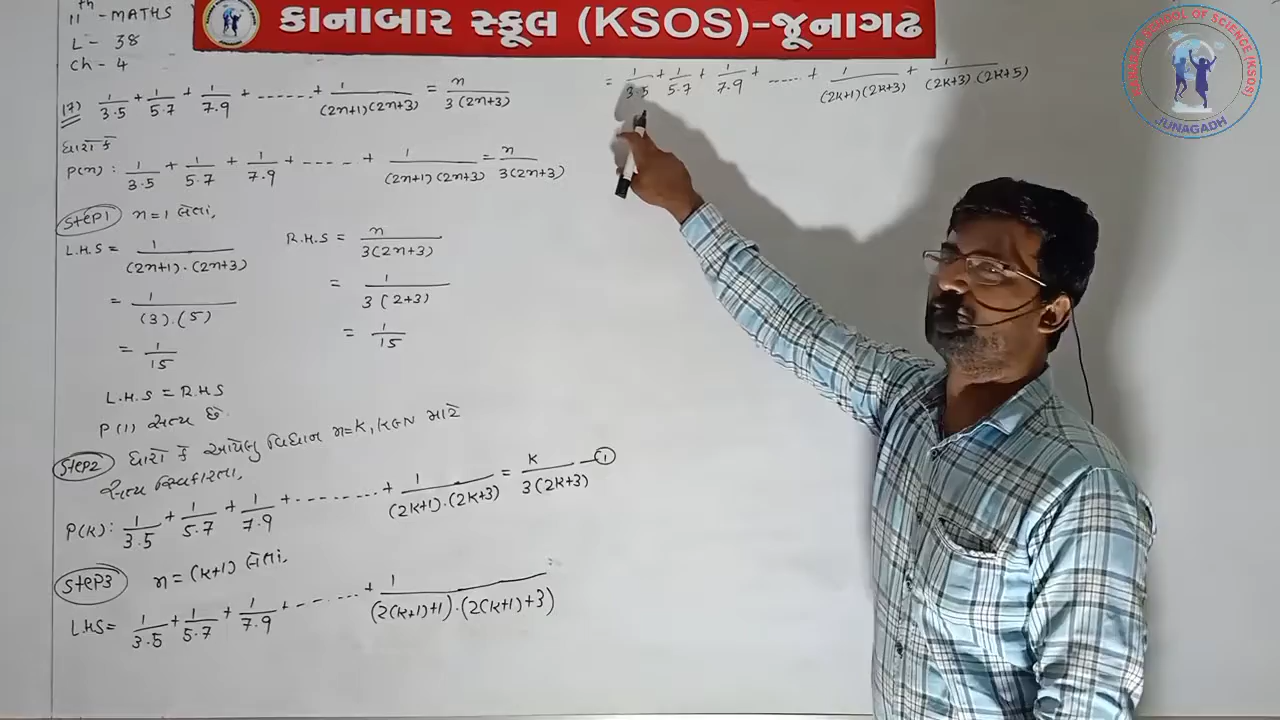 11th - MATHS
L - 38
Ch - 4
કાનાબાર સ્કૂલ (KSOS)-જૂનાગઢ
KANABAR SCHOOL OF SCIENCE (KSOS)
JUNAGADH
17) 1/3.5 + 1/5.7 + 1/7.9 + ------- + 1/(2n+1)(2n+3) = n/3(2n+3)
ધારો કે
P(n) : 1/3.5 + 1/5.7 + 1/7.9 + ----- + 1/(2n+1)(2n+3) = n/3(2n+3)
Step1 n=1 લેતાં,
L.H.S = 1/(2n+1).(2n+3)
= 1/(3).(5)
= 1/15
R.H.S = n/3(2n+3)
= 1/3(2+3)
= 1/15
L.H.S = R.H.S
P(1) સત્ય છે.
Step2 ધારો કે આપેલુ વિધાન n=k, k∈N માટે
સત્ય સ્વિકારતા,
P(k): 1/3.5 + 1/5.7 + 1/7.9 + --------- + 1/(2k+1).(2k+3) = k/3(2k+3) — ①
Step3 n = (k+1) લેતાં,
L.H.S = 1/3.5 + 1/5.7 + 1/7.9 + ------ + 1/(2(k+1)+1).(2(k+1)+3)
= 1/3.5 + 1/5.7 + 1/7.9 + ----- + 1/(2k+1)(2k+3) + 1/(2k+3).(2k+5)